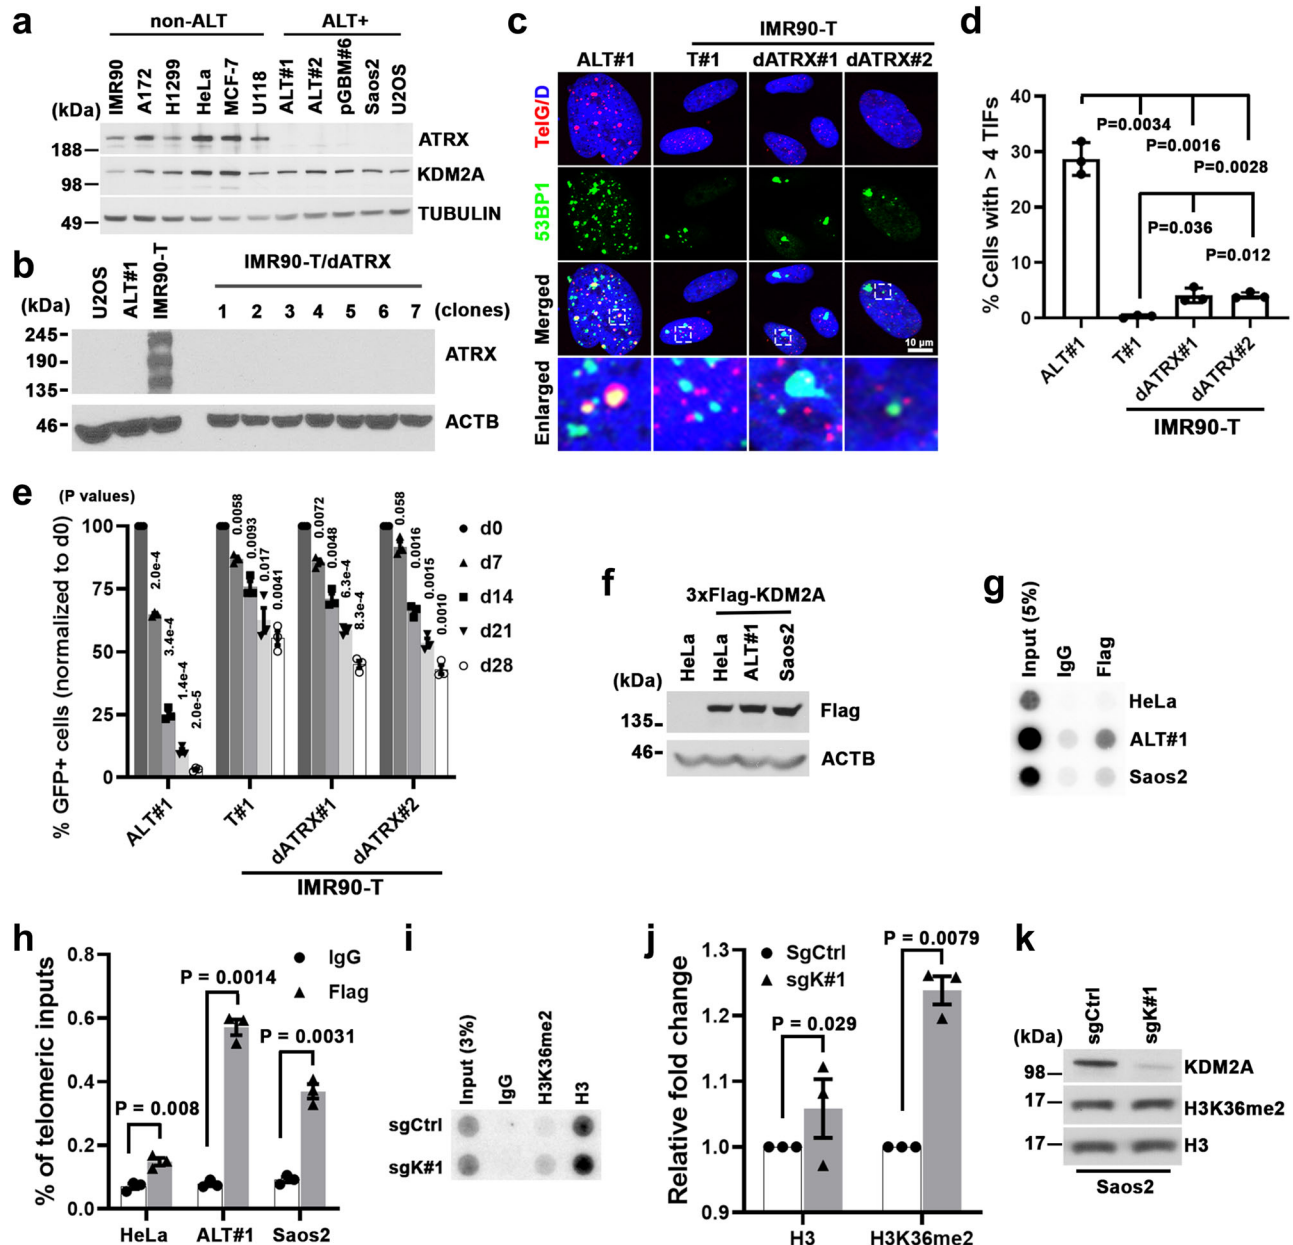 a
non-ALT
ALT+
IMR90
A172
H1299
HeLa
MCF-7
U118
ALT#1
ALT#2
pGBM#6
Saos2
U2OS
(kDa)
188
ATRX
98
KDM2A
49
TUBULIN
b
U2OS
ALT#1
IMR90-T
IMR90-T/dATRX
(kDa)
1 2 3 4 5 6 7 (clones)
245
190
135
ATRX
46
ACTB
c
IMR90-T
ALT#1
T#1
dATRX#1
dATRX#2
TelG/D
53BP1
Merged
10 µm
Enlarged
d
% Cells with > 4 TIFs
40
30
20
10
0
P=0.0034
P=0.0016
P=0.0028
P=0.036
P=0.012
ALT#1
T#1
dATRX#1
dATRX#2
IMR90-T
e
(P values)
% GFP+ cells (normalized to d0)
100
75
50
25
0
2.0e-4
3.4e-4
1.4e-4
2.0e-5
0.0058
0.0093
0.017
0.0041
0.0072
0.0048
6.3e-4
8.3e-4
0.058
0.0016
0.0015
0.0010
d0
d7
d14
d21
d28
ALT#1
T#1
dATRX#1
dATRX#2
IMR90-T
f
3xFlag-KDM2A
HeLa
HeLa
ALT#1
Saos2
(kDa)
135
Flag
46
ACTB
g
Input (5%)
IgG
Flag
HeLa
ALT#1
Saos2
h
% of telomeric inputs
0.8
0.6
0.4
0.2
0.0
IgG
Flag
P = 0.008
P = 0.0014
P = 0.0031
HeLa
ALT#1
Saos2
i
Input (3%)
IgG
H3K36me2
H3
sgCtrl
sgK#1
j
Relative fold change
1.3
1.2
1.1
1.0
0.9
SgCtrl
sgK#1
P = 0.029
P = 0.0079
H3
H3K36me2
k
sgCtrl
sgK#1
(kDa)
98
KDM2A
17
H3K36me2
17
H3
Saos2